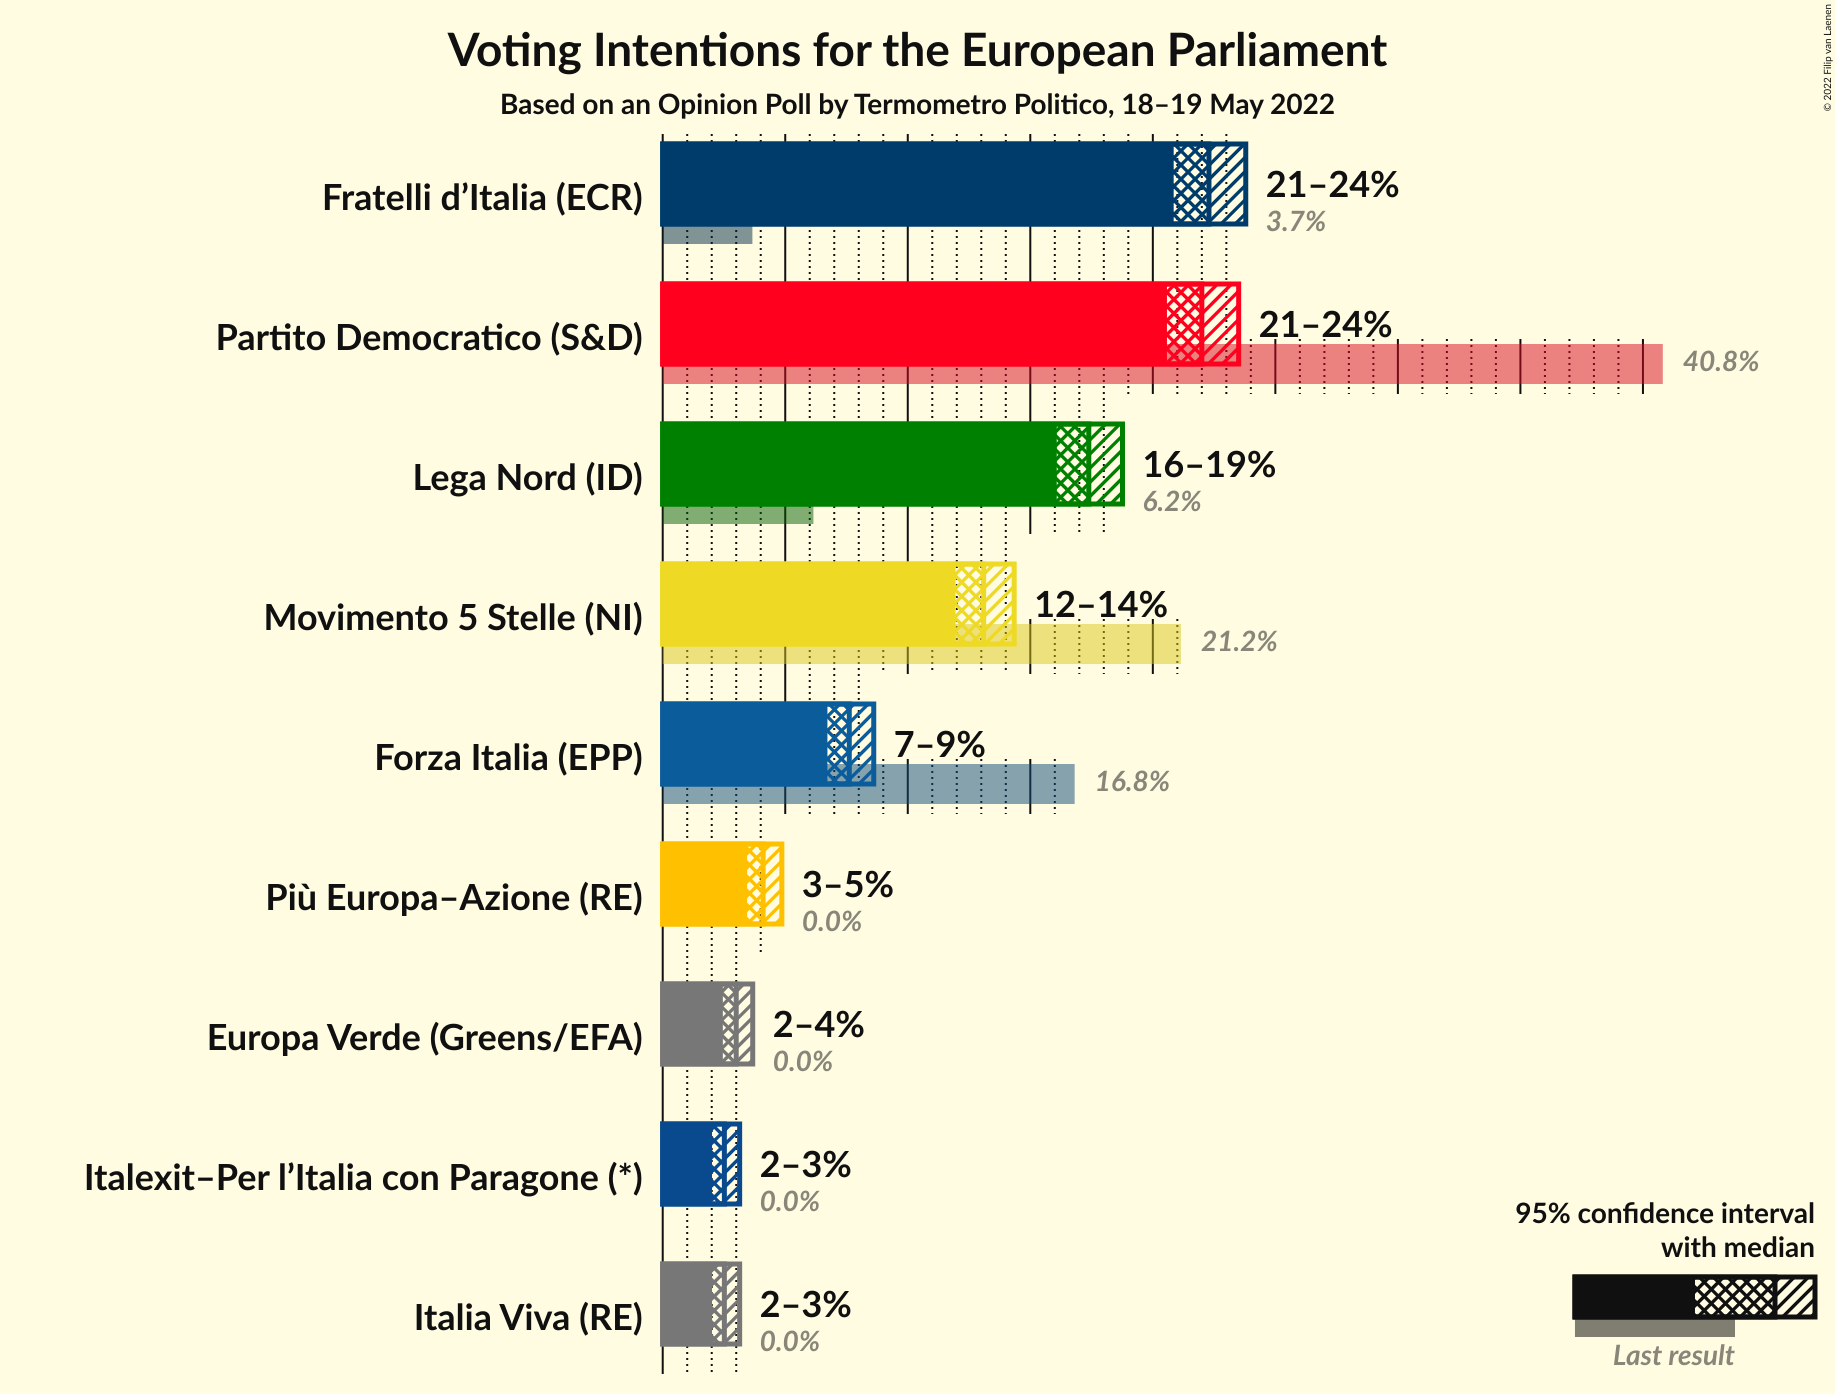 Voting Intentions for the European Parliament
Based on an Opinion Poll by Termometro Politico, 18–19 May 2022
© 2022 Filip van Laenen
Fratelli d’Italia (ECR)
21–24%
3.7%
Partito Democratico (S&D)
21–24%
40.8%
Lega Nord (ID)
16–19%
6.2%
Movimento 5 Stelle (NI)
12–14%
21.2%
Forza Italia (EPP)
7–9%
16.8%
Più Europa–Azione (RE)
3–5%
0.0%
Europa Verde (Greens/EFA)
2–4%
0.0%
Italexit–Per l’Italia con Paragone (*)
2–3%
0.0%
Italia Viva (RE)
2–3%
0.0%
95% confidence interval
with median
Last result